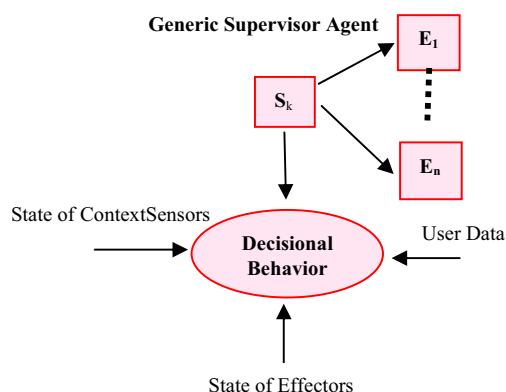 Generic Supervisor Agent
E1
Sk
En
State of ContextSensors
User Data
Decisional
Behavior
State of Effectors